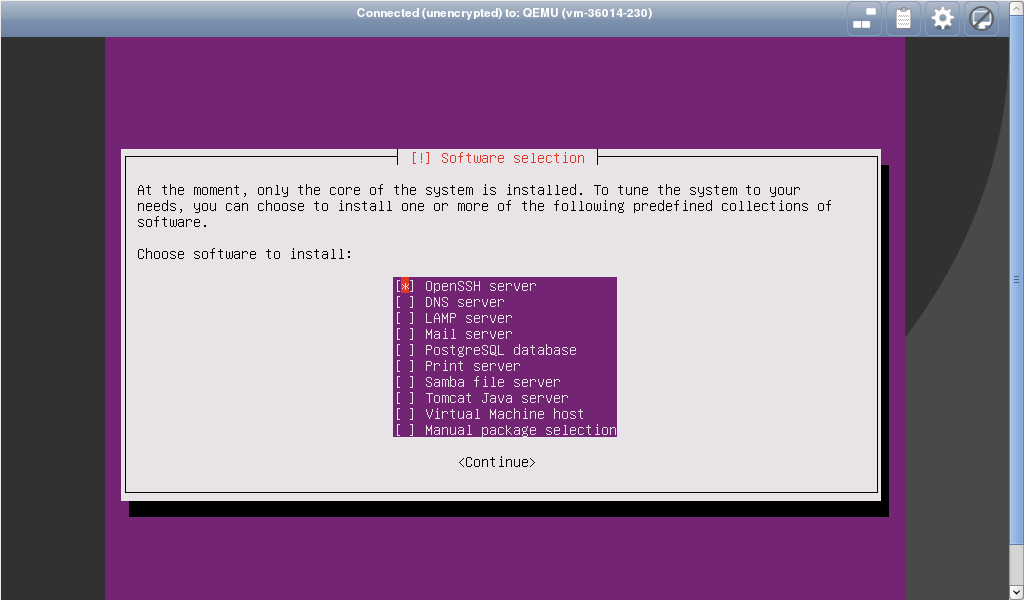 Connected (unencrypted) to: QEMU (vm-36014-230)
[!] Software selection
At the moment, only the core of the system is installed. To tune the system to your
needs, you can choose to install one or more of the following predefined collections of
software.
Choose software to install:
[*] OpenSSH server
[ ] DNS server
[ ] LAMP server
[ ] Mail server
[ ] PostgreSQL database
[ ] Print server
[ ] Samba file server
[ ] Tomcat Java server
[ ] Virtual Machine host
[ ] Manual package selection
<Continue>